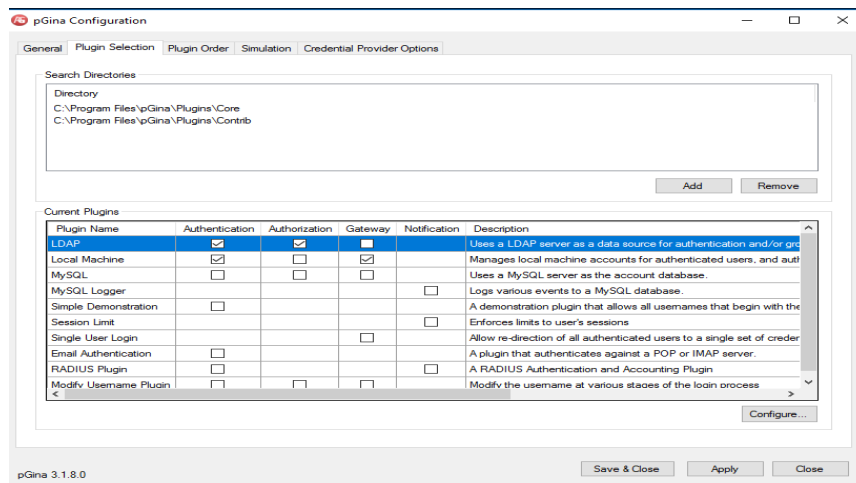 pGina Configuration
General Plugin Selection Plugin Order Simulation Credential Provider Options
Search Directories
Directory
C:\Program Files\pGina\Plugins\Core
C:\Program Files\pGina\Plugins\Contrib
Add Remove
Current Plugins
Plugin Name Authentication Authorization Gateway Notification Description
LDAP Uses a LDAP server as a data source for authentication and/or gro
Local Machine Manages local machine accounts for authenticated users, and auth
MySQL Uses a MySQL server as the account database.
MySQL Logger Logs various events to a MySQL database.
Simple Demonstration A demonstration plugin that allows all usernames that begin with the
Session Limit Enforces limits to user's sessions
Single User Login Allow re-direction of all authenticated users to a single set of creder
Email Authentication A plugin that authenticates against a POP or IMAP server.
RADIUS Plugin A RADIUS Authentication and Accounting Plugin
Modify Username Plugin Modify the username at various stages of the login process
Configure...
pGina 3.1.8.0 Save & Close Apply Close